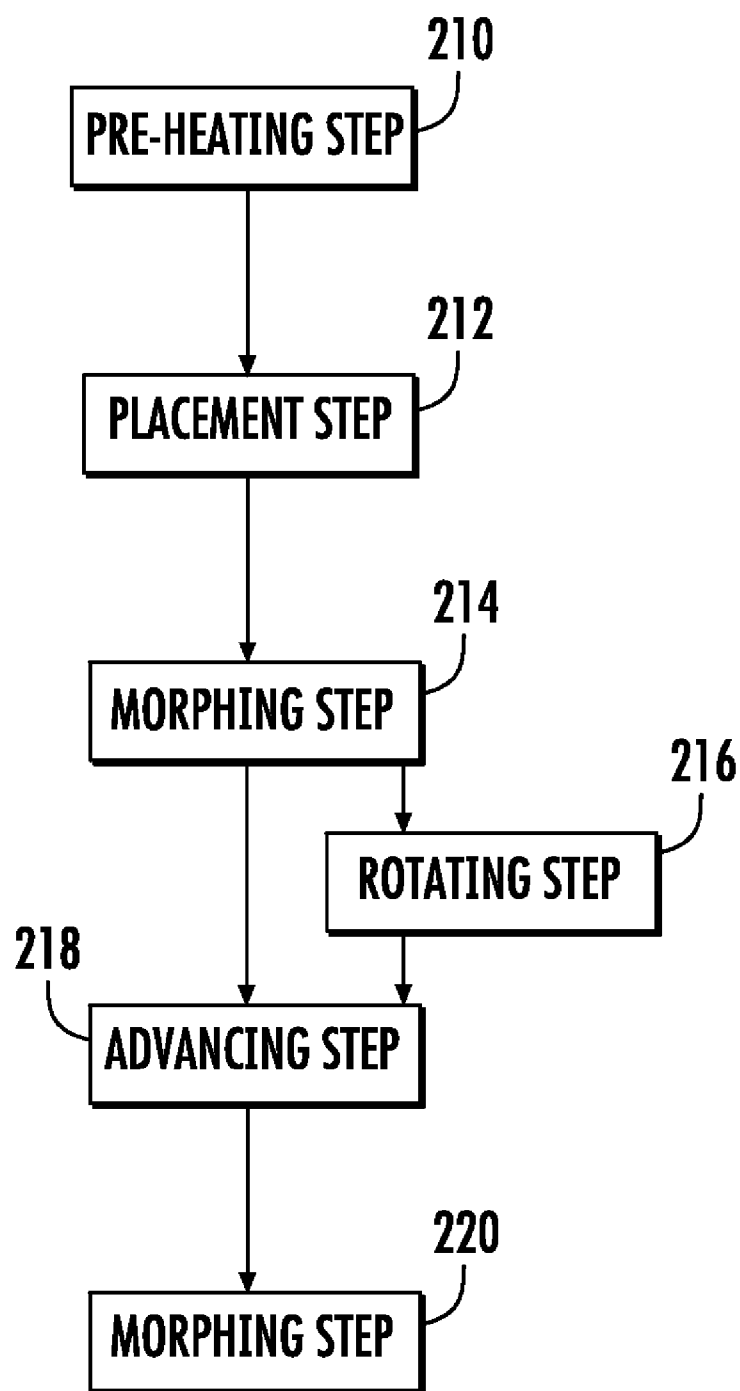 210
PRE-HEATING STEP
212
PLACEMENT STEP
214
MORPHING STEP
216
ROTATING STEP
218
ADVANCING STEP
220
MORPHING STEP